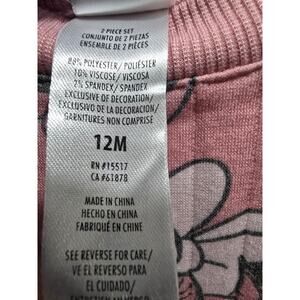 2 PIECE SET
CONJUNTO DE 2 PIEZAS
ENSEMBLE DE 2 PIÈCES
88% POLYESTER/ POLIÉSTER
10% VISCOSE/ VISCOSA
2% SPANDEX/ SPANDEX
EXCLUSIVE OF DECORATION/
EXCLUSIVO DE LA DECORACIÓN/
GARNITURES NON COMPRISE
12M
RN #15517
CA #61878
MADE IN CHINA
HECHO EN CHINA
FABRIQUÉ EN CHINE
SEE REVERSE FOR CARE/
VE EL REVERSO PARA
EL CUIDADO/